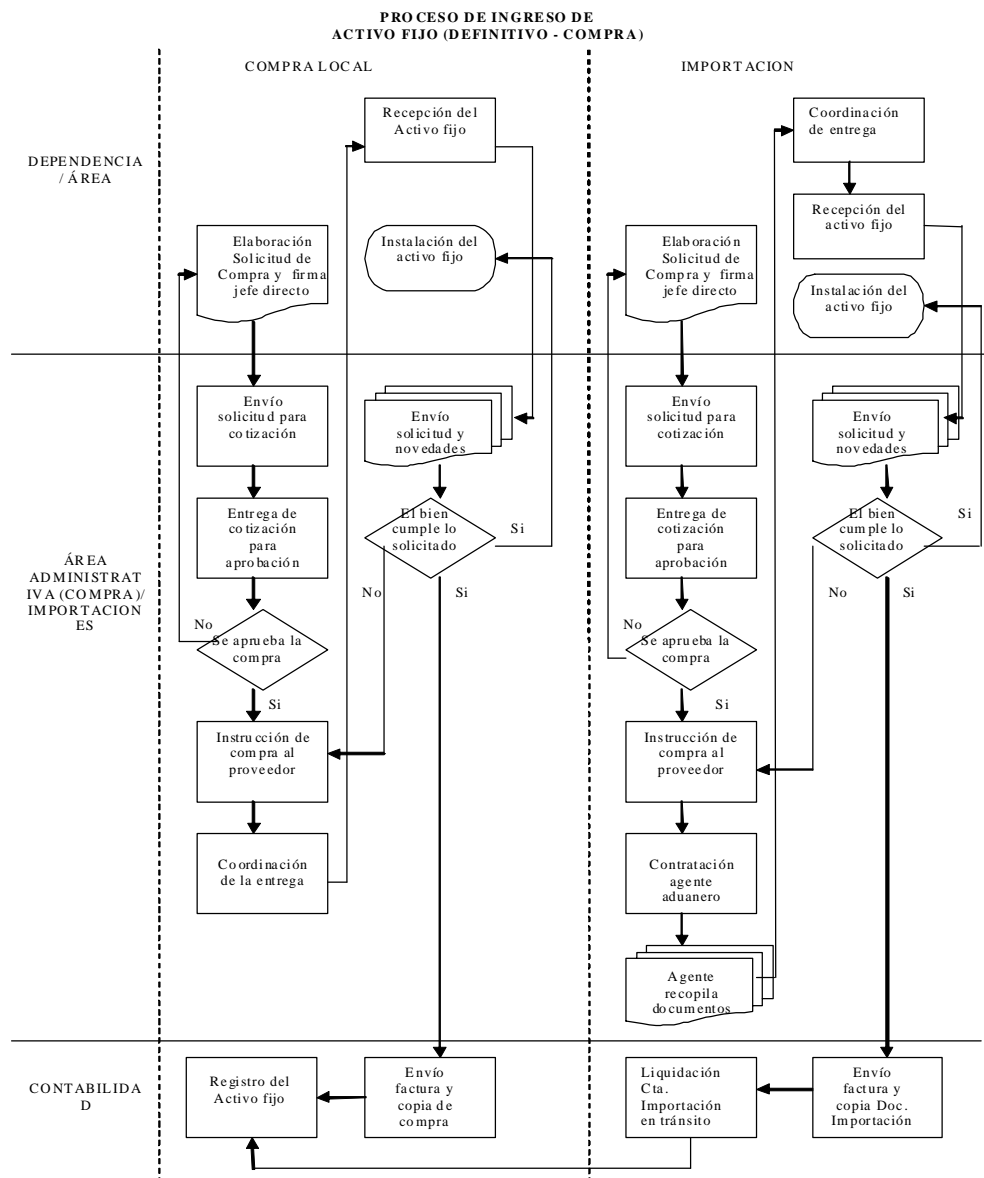 PROCESO DE INGRESO DE
ACTIVO FIJO (DEFINITIVO - COMPRA)
COMPRA LOCAL
IMPORTACION
DEPENDENCIA
/ ÁREA
Recepción del
Activo fijo
Elaboración
Solicitud de
Compra y firma
jefe directo
Instalación del
activo fijo
Coordinación
de entrega
Recepción del
activo fijo
Elaboración
Solicitud de
Compra y firma
jefe directo
Instalación del
activo fijo
ÁREA
ADMINISTRAT
IVA (COMPRA)/
IMPORTACION
ES
Envío
solicitud para
cotización
Envío
solicitud y
novedades
Entrega de
cotización
para
aprobación
El bien
cumple lo
solicitado
Si
No
Si
No
Se aprueba la
compra
Si
Instrucción de
compra al
proveedor
Coordinación
de la entrega
Envío
solicitud para
cotización
Envío
solicitud y
novedades
Entrega de
cotización
para
aprobación
El bien
cumple lo
solicitado
Si
No
Si
No
Se aprueba la
compra
Si
Instrucción de
compra al
proveedor
Contratación
agente
aduanero
Agente
recopila
documentos
CONTABILIDA
D
Registro del
Activo fijo
Envío
factura y
copia de
compra
Liquidación
Cta.
Importación
en tránsito
Envío
factura y
copia Doc.
Importación